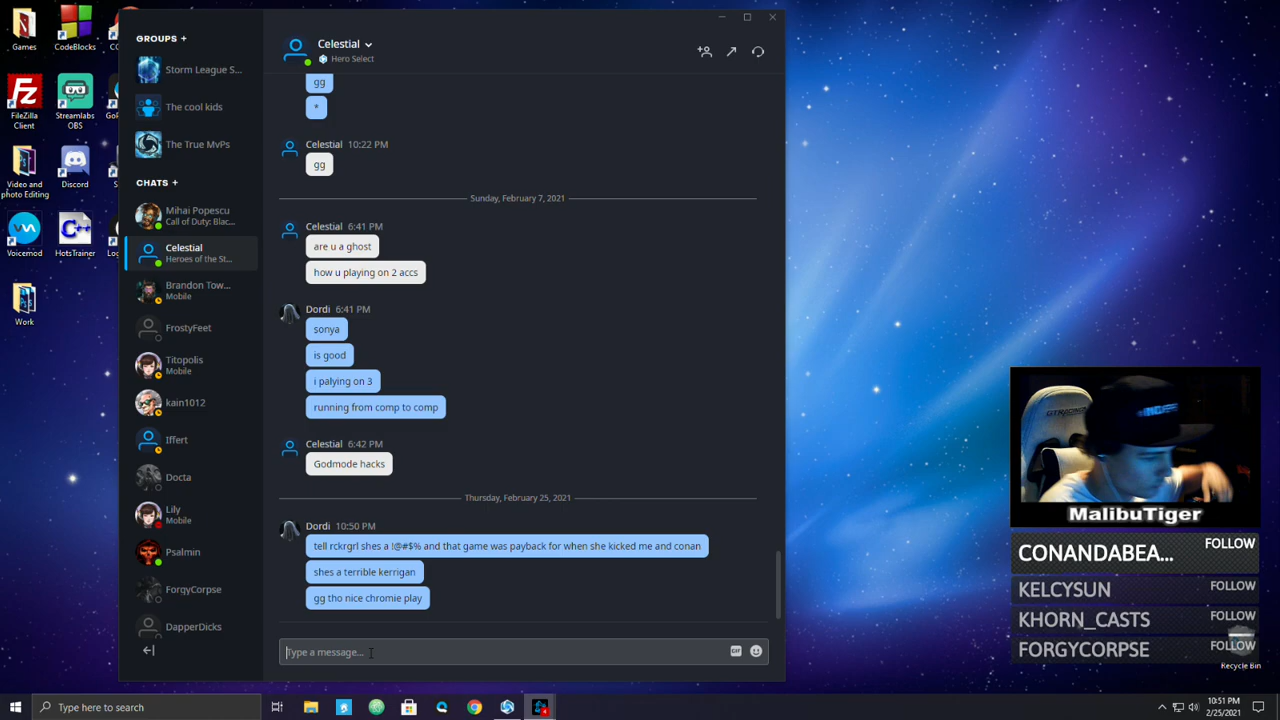 Games
CodeBlocks
FileZilla
Client
Streamlabs
OBS
Video and
photo Editing
Discord
Voicemod
HotsTrainer
Work
GROUPS +
Storm League S...
The cool kids
The True MvPs
CHATS +
Mihai Popescu
Call of Duty: Blac...
Celestial
Heroes of the St...
Brandon Tow...
Mobile
FrostyFeet
Titopolis
Mobile
kain1012
Iffert
Docta
Lily
Mobile
Psalmin
ForgyCorpse
DapperDicks
Celestial
Hero Select
gg
*
Celestial 10:22 PM
gg
Sunday, February 7, 2021
Celestial 6:41 PM
are u a ghost
how u playing on 2 accs
Dordi 6:41 PM
sonya
is good
i palying on 3
running from comp to comp
Celestial 6:42 PM
Godmode hacks
Thursday, February 25, 2021
Dordi 10:50 PM
tell rckrgrl shes a !@#$% and that game was payback for when she kicked me and conan
shes a terrible kerrigan
gg tho nice chromie play
Type a message...
GIF
GTRACING
MalibuTiger
CONANDABEA... FOLLOW
KELCYSUN FOLLOW
KHORN_CASTS FOLLOW
FORGYCORPSE FOLLOW
Recycle Bin
Type here to search
4
10:51 PM
2/25/2021